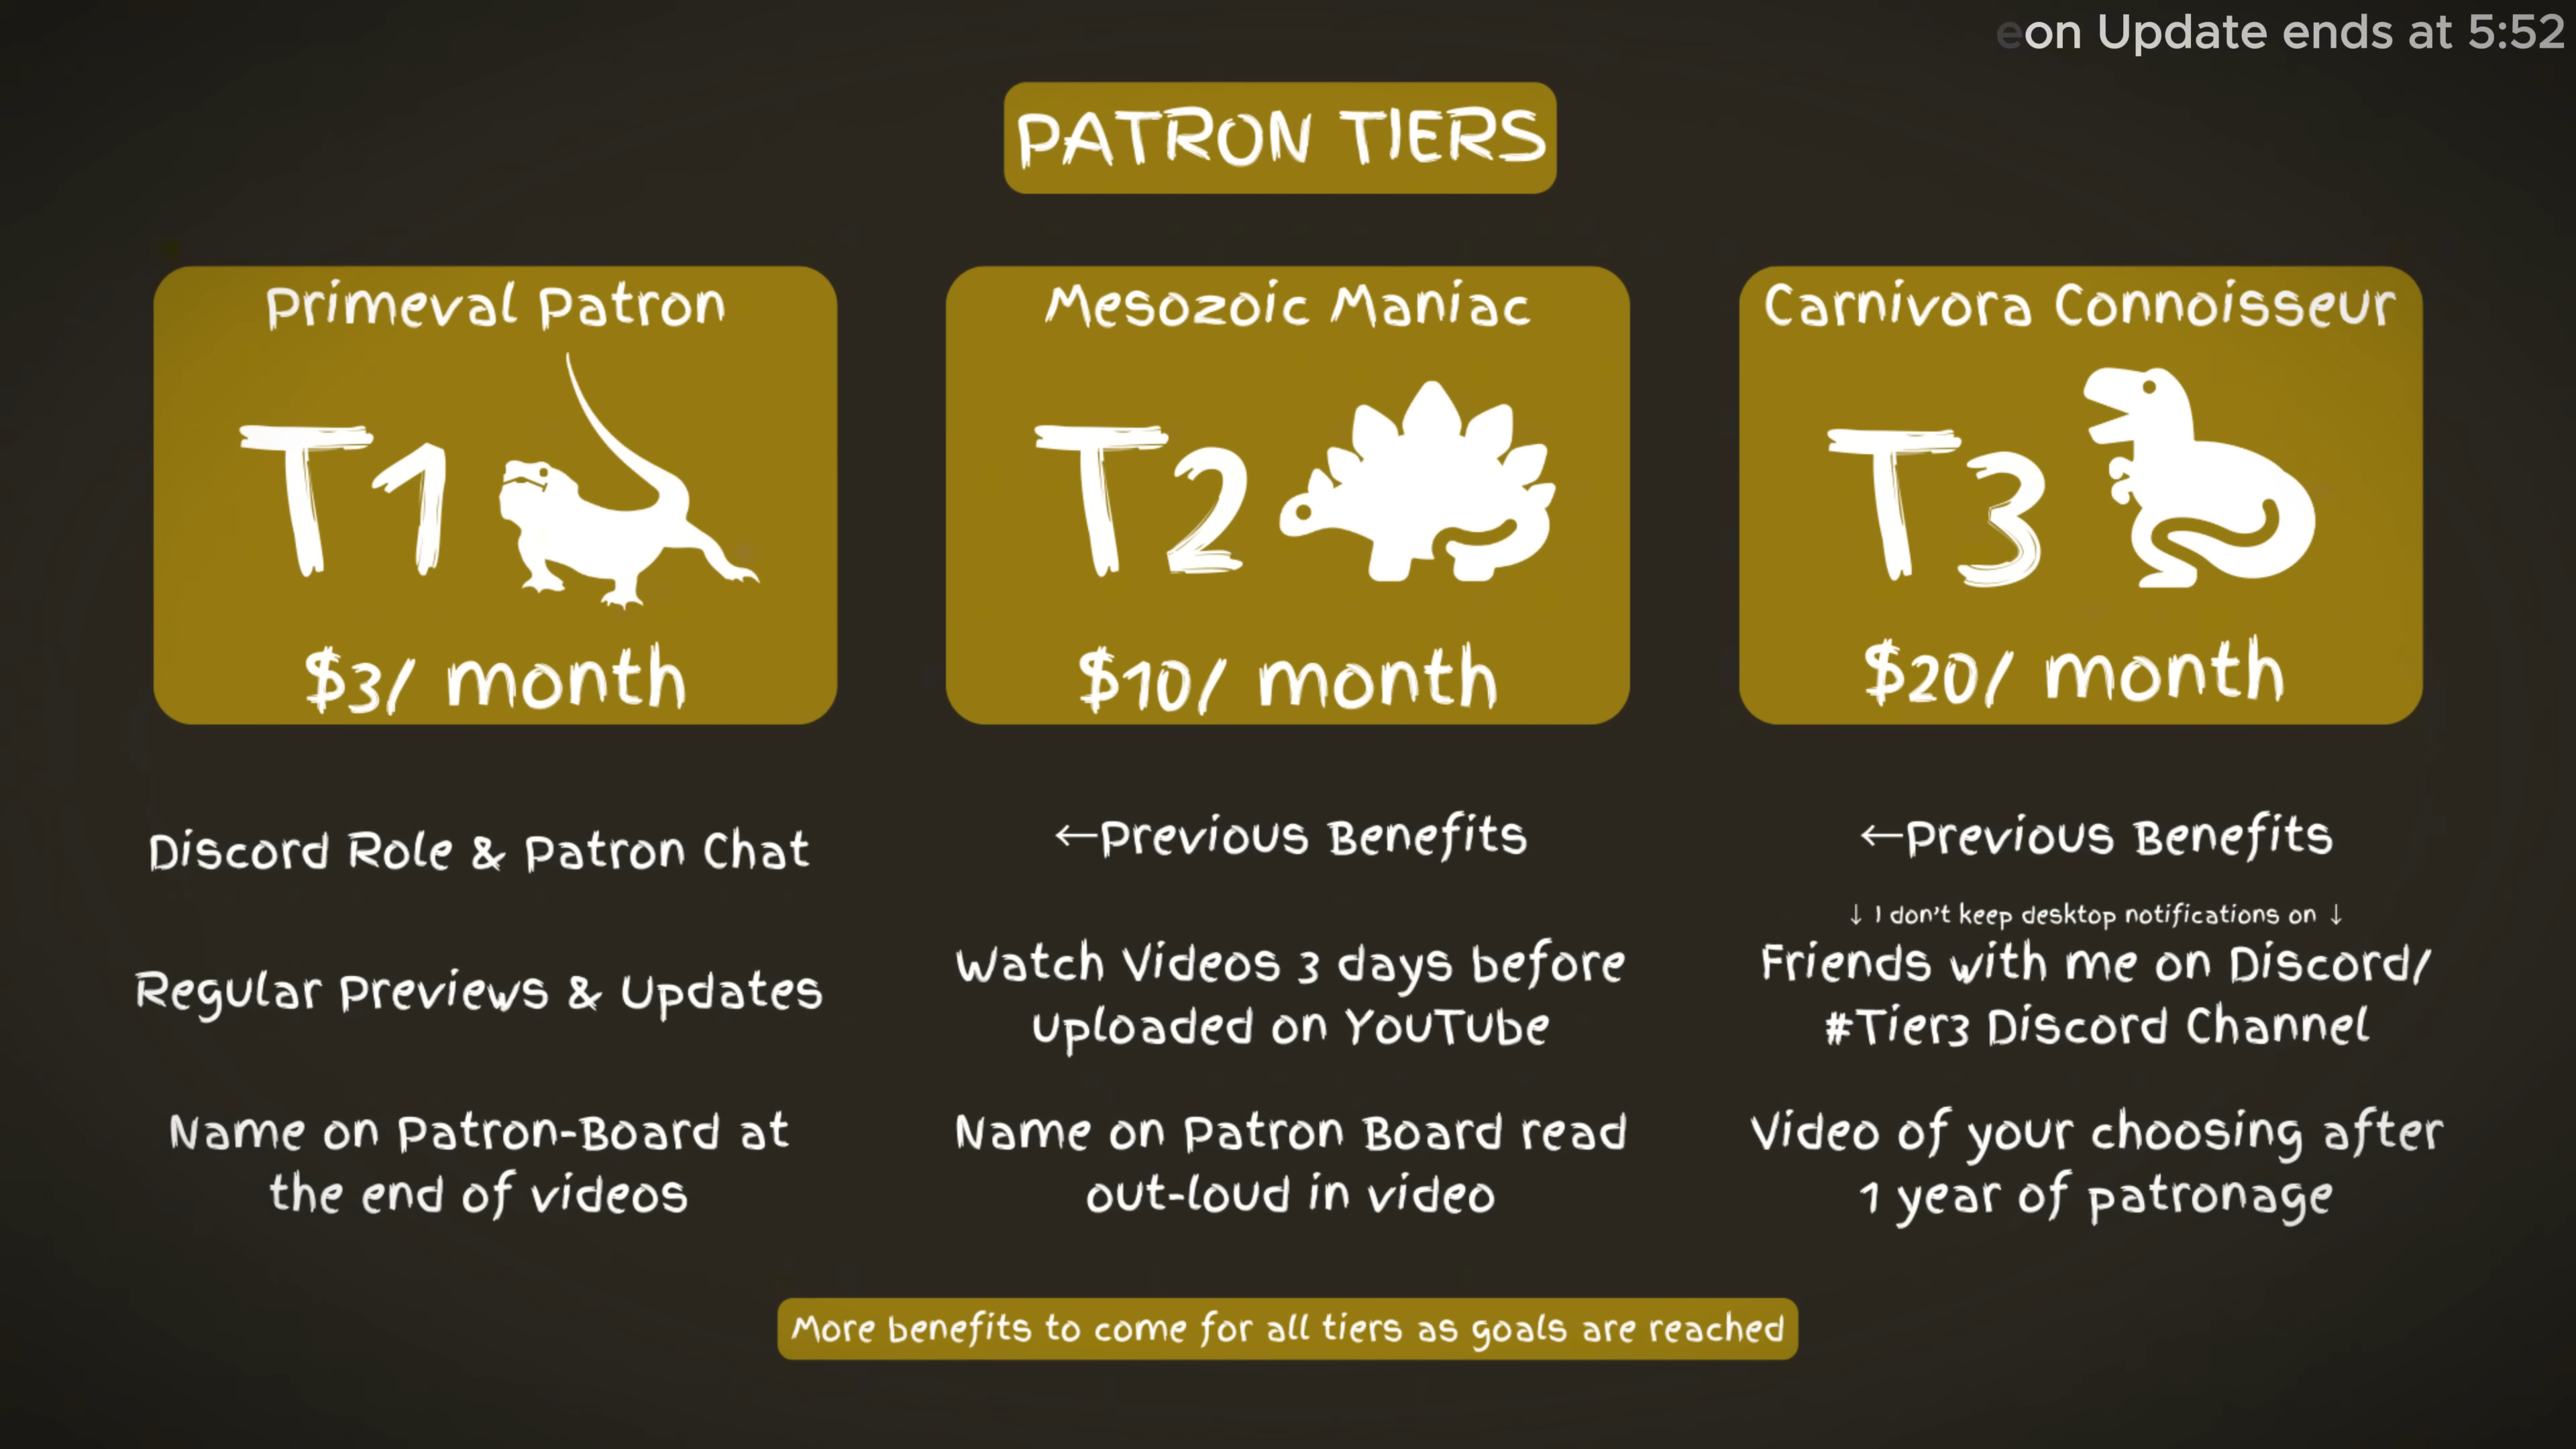 on Update ends at 5:52
PATRON TIERS
Primeval Patron
T1
$3/ month
Discord Role & Patron Chat
Regular Previews & Updates
Name on Patron-Board at
the end of videos
Mesozoic Maniac
T2
$10/ month
←Previous Benefits
Watch Videos 3 days before
uploaded on YouTube
Name on Patron Board read
out-loud in video
Carnivora Connoisseur
T3
$20/ month
←Previous Benefits
↓ I don't keep desktop notifications on ↓
Friends with me on Discord/
#Tier3 Discord Channel
Video of your choosing after
1 year of patronage
More benefits to come for all tiers as goals are reached